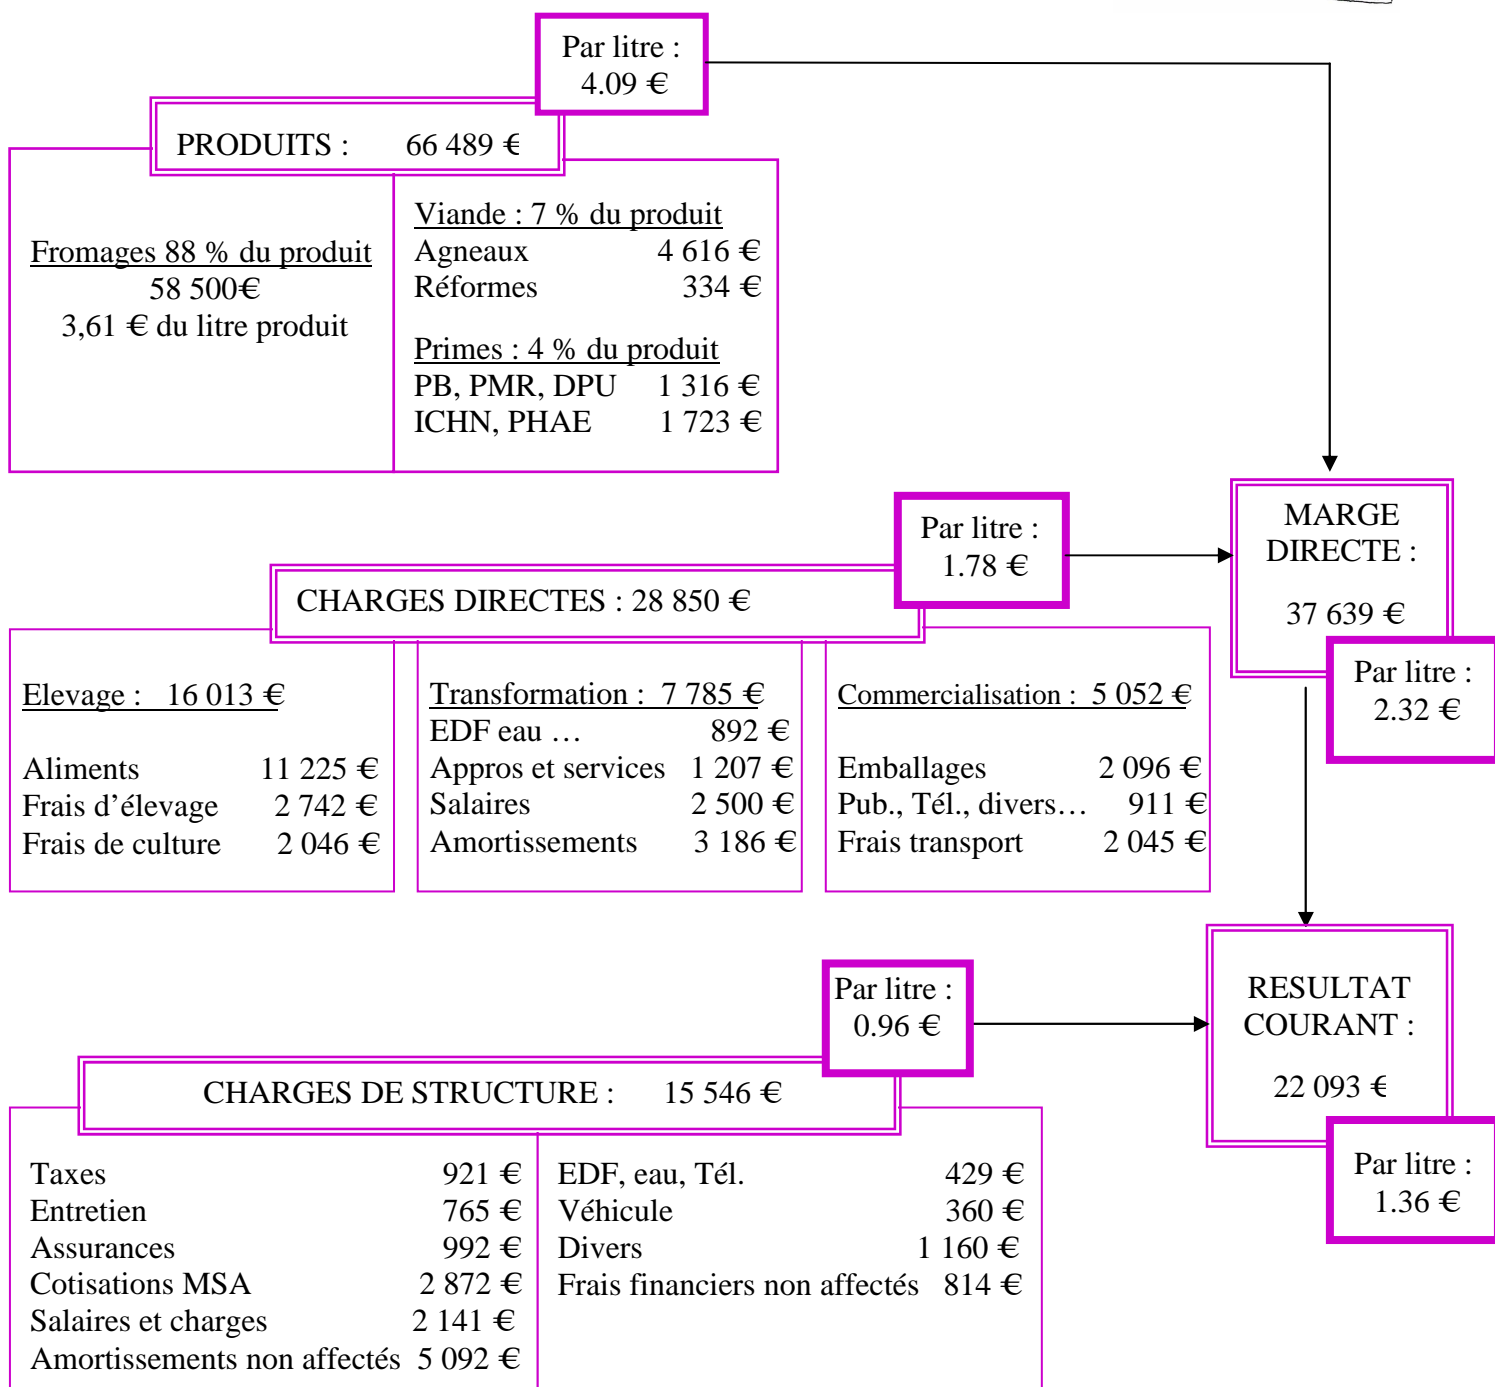 Par litre :
4.09 €
PRODUITS : 66 489 €
Fromages 88 % du produit
58 500€
3,61 € du litre produit
Viande : 7 % du produit
Agneaux 4 616 €
Réformes 334 €
Primes : 4 % du produit
PB, PMR, DPU 1 316 €
ICHN, PHAE 1 723 €
Par litre :
1.78 €
MARGE
DIRECTE :
37 639 €
Par litre :
2.32 €
CHARGES DIRECTES : 28 850 €
Elevage : 16 013 €
Aliments 11 225 €
Frais d’élevage 2 742 €
Frais de culture 2 046 €
Transformation : 7 785 €
EDF eau … 892 €
Appros et services 1 207 €
Salaires 2 500 €
Amortissements 3 186 €
Commercialisation : 5 052 €
Emballages 2 096 €
Pub., Tél., divers… 911 €
Frais transport 2 045 €
Par litre :
0.96 €
RESULTAT
COURANT :
22 093 €
Par litre :
1.36 €
CHARGES DE STRUCTURE : 15 546 €
Taxes 921 €
Entretien 765 €
Assurances 992 €
Cotisations MSA 2 872 €
Salaires et charges 2 141 €
Amortissements non affectés 5 092 €
EDF, eau, Tél. 429 €
Véhicule 360 €
Divers 1 160 €
Frais financiers non affectés 814 €